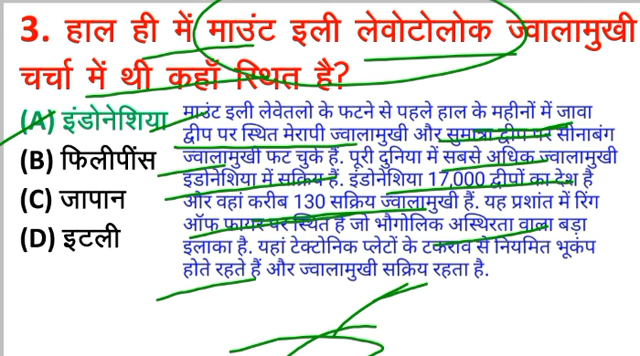 3. हाल ही में माउंट इली लेवोटोलोक ज्वालामुखी
चर्चा में थी कहाँ स्थित है?
(A) इंडोनेशिया
(B) फिलीपींस
(C) जापान
(D) इटली
माउंट इली लेवेतलो के फटने से पहले हाल के महीनों में जावा
द्वीप पर स्थित मेरापी ज्वालामुखी और सुमात्रा द्वीप पर सीनाबंग
ज्वालामुखी फट चुके हैं. पूरी दुनिया में सबसे अधिक ज्वालामुखी
इंडोनेशिया में सक्रिय हैं. इंडोनेशिया 17,000 द्वीपों का देश है
और वहां करीब 130 सक्रिय ज्वालामुखी हैं. यह प्रशांत में रिंग
ऑफ फायर पर स्थित है जो भौगोलिक अस्थिरता वाला बड़ा
इलाका है. यहां टेक्टोनिक प्लेटों के टकराव से नियमित भूकंप
होते रहते हैं और ज्वालामुखी सक्रिय रहता है.